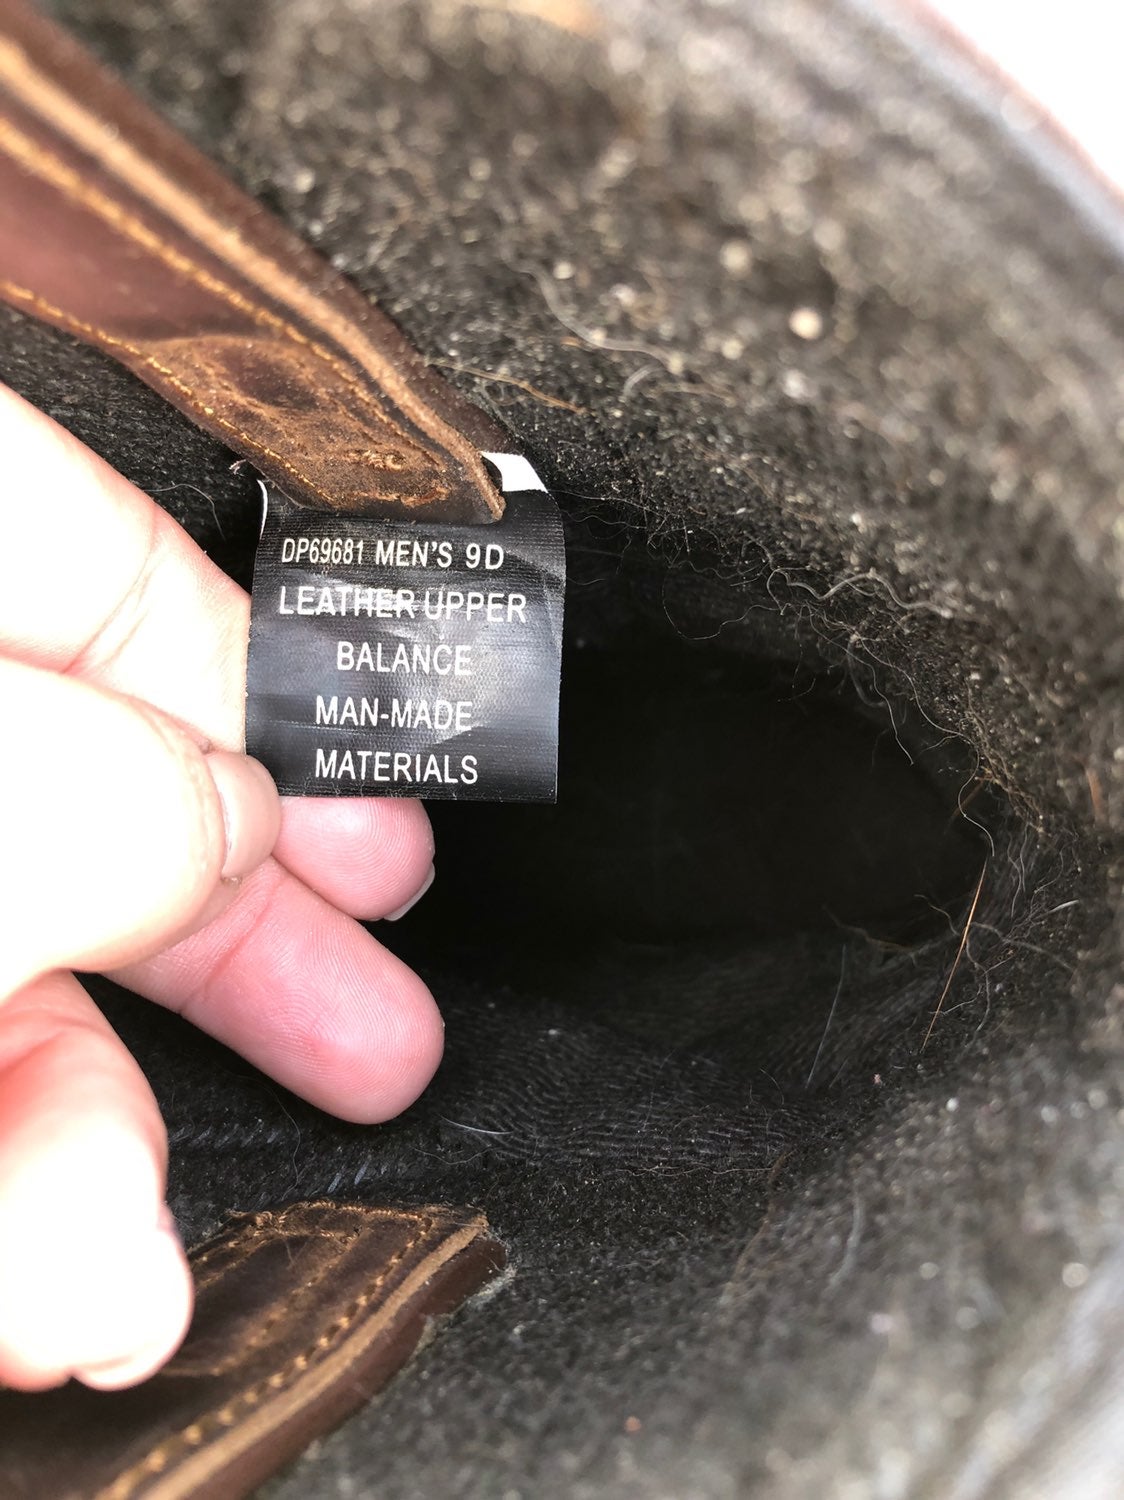 DP69681 MEN'S 9D
LEATHER UPPER
BALANCE
MAN-MADE
MATERIALS